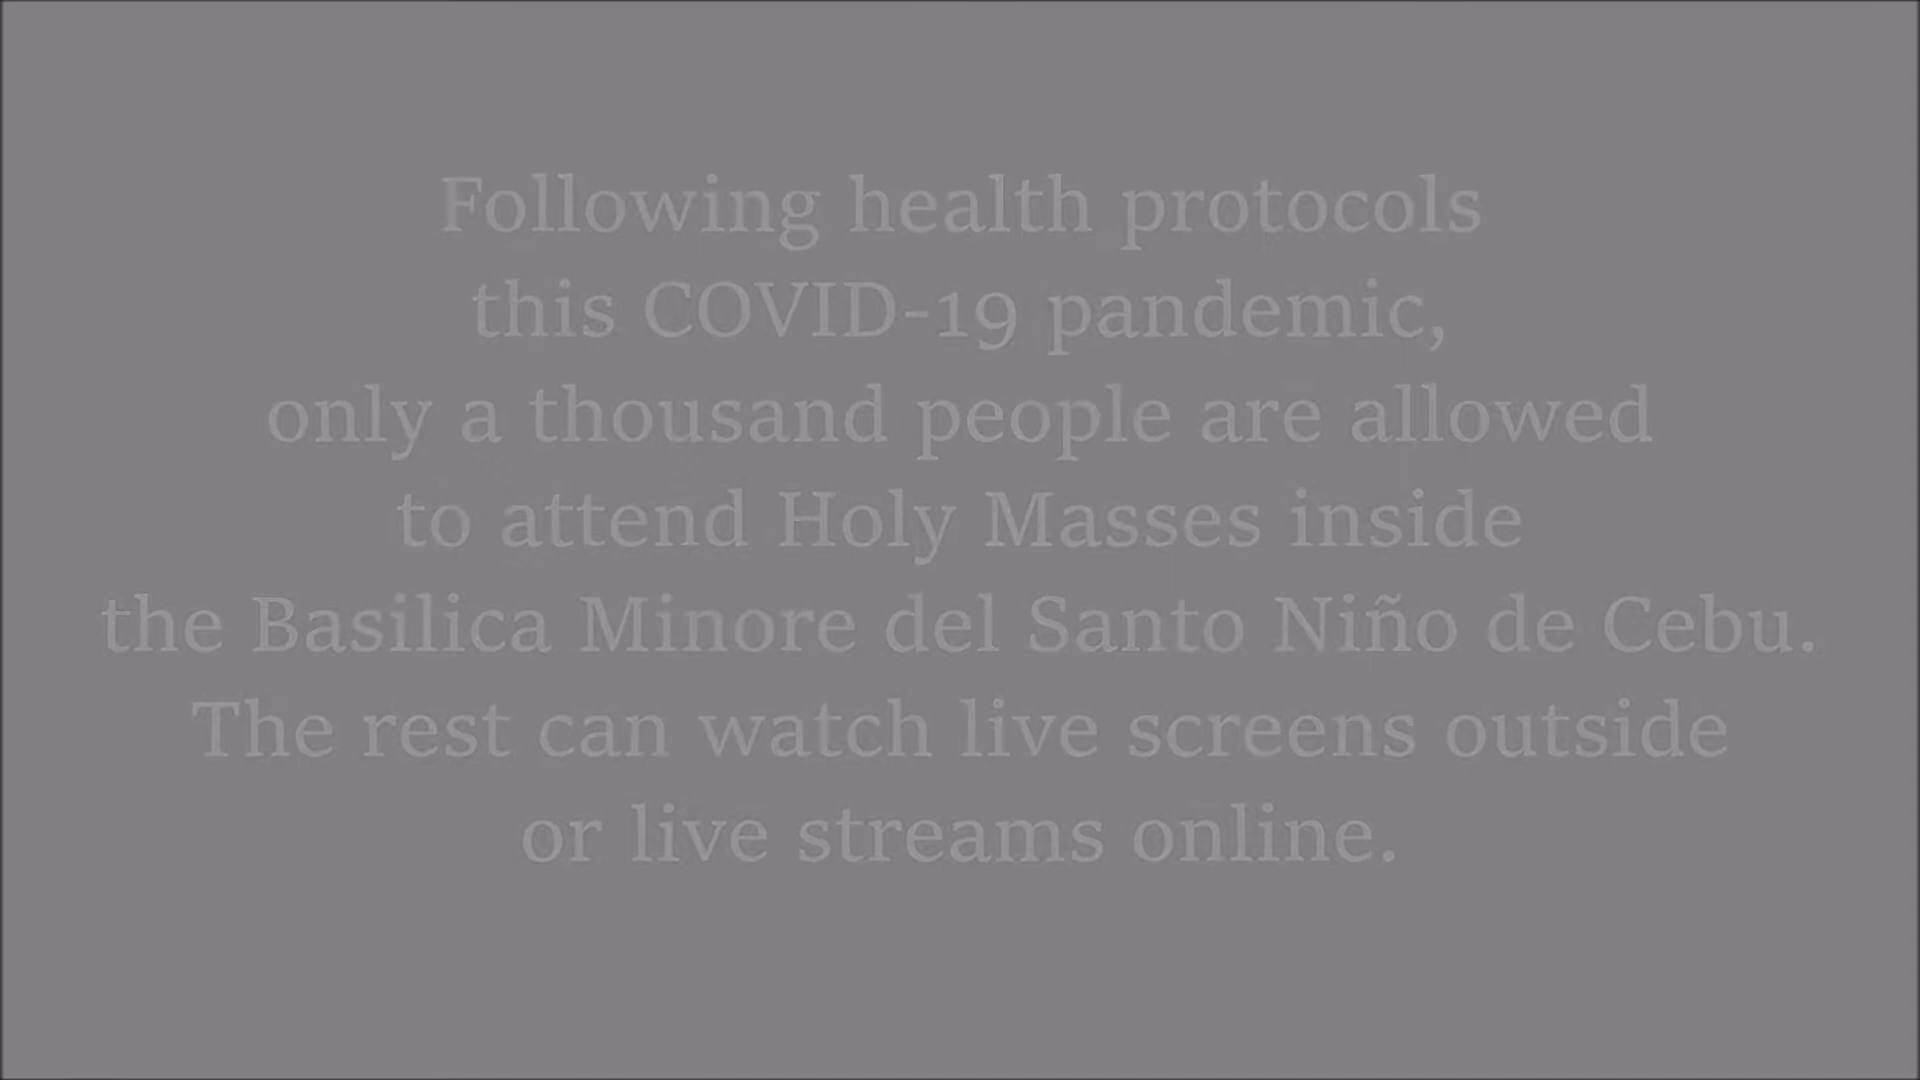 Following health protocols
this COVID-19 pandemic,
only a thousand people are allowed
to attend Holy Masses inside
the Basilica Minore del Santo Niño de Cebu.
The rest can watch live screens outside
or live streams online.